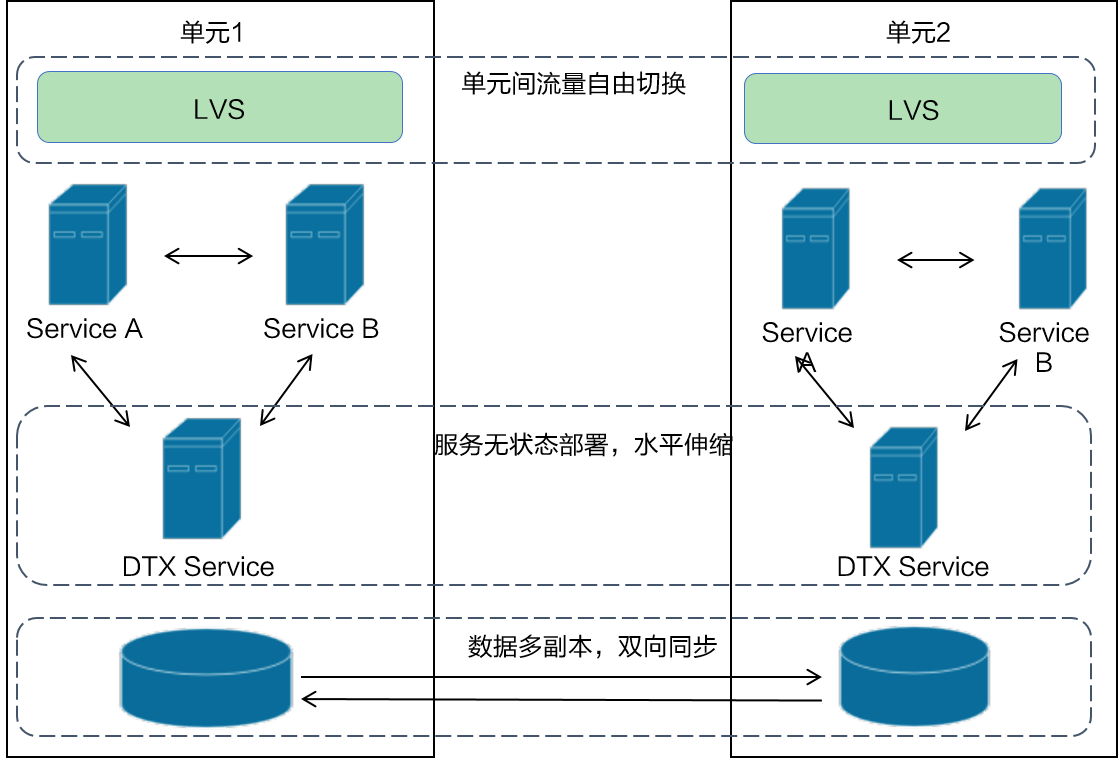 单元1
单元2
单元间流量自由切换
LVS
LVS
Service A
Service B
Service
A
Service
B
服务无状态部署，水平伸缩
DTX Service
DTX Service
数据多副本，双向同步